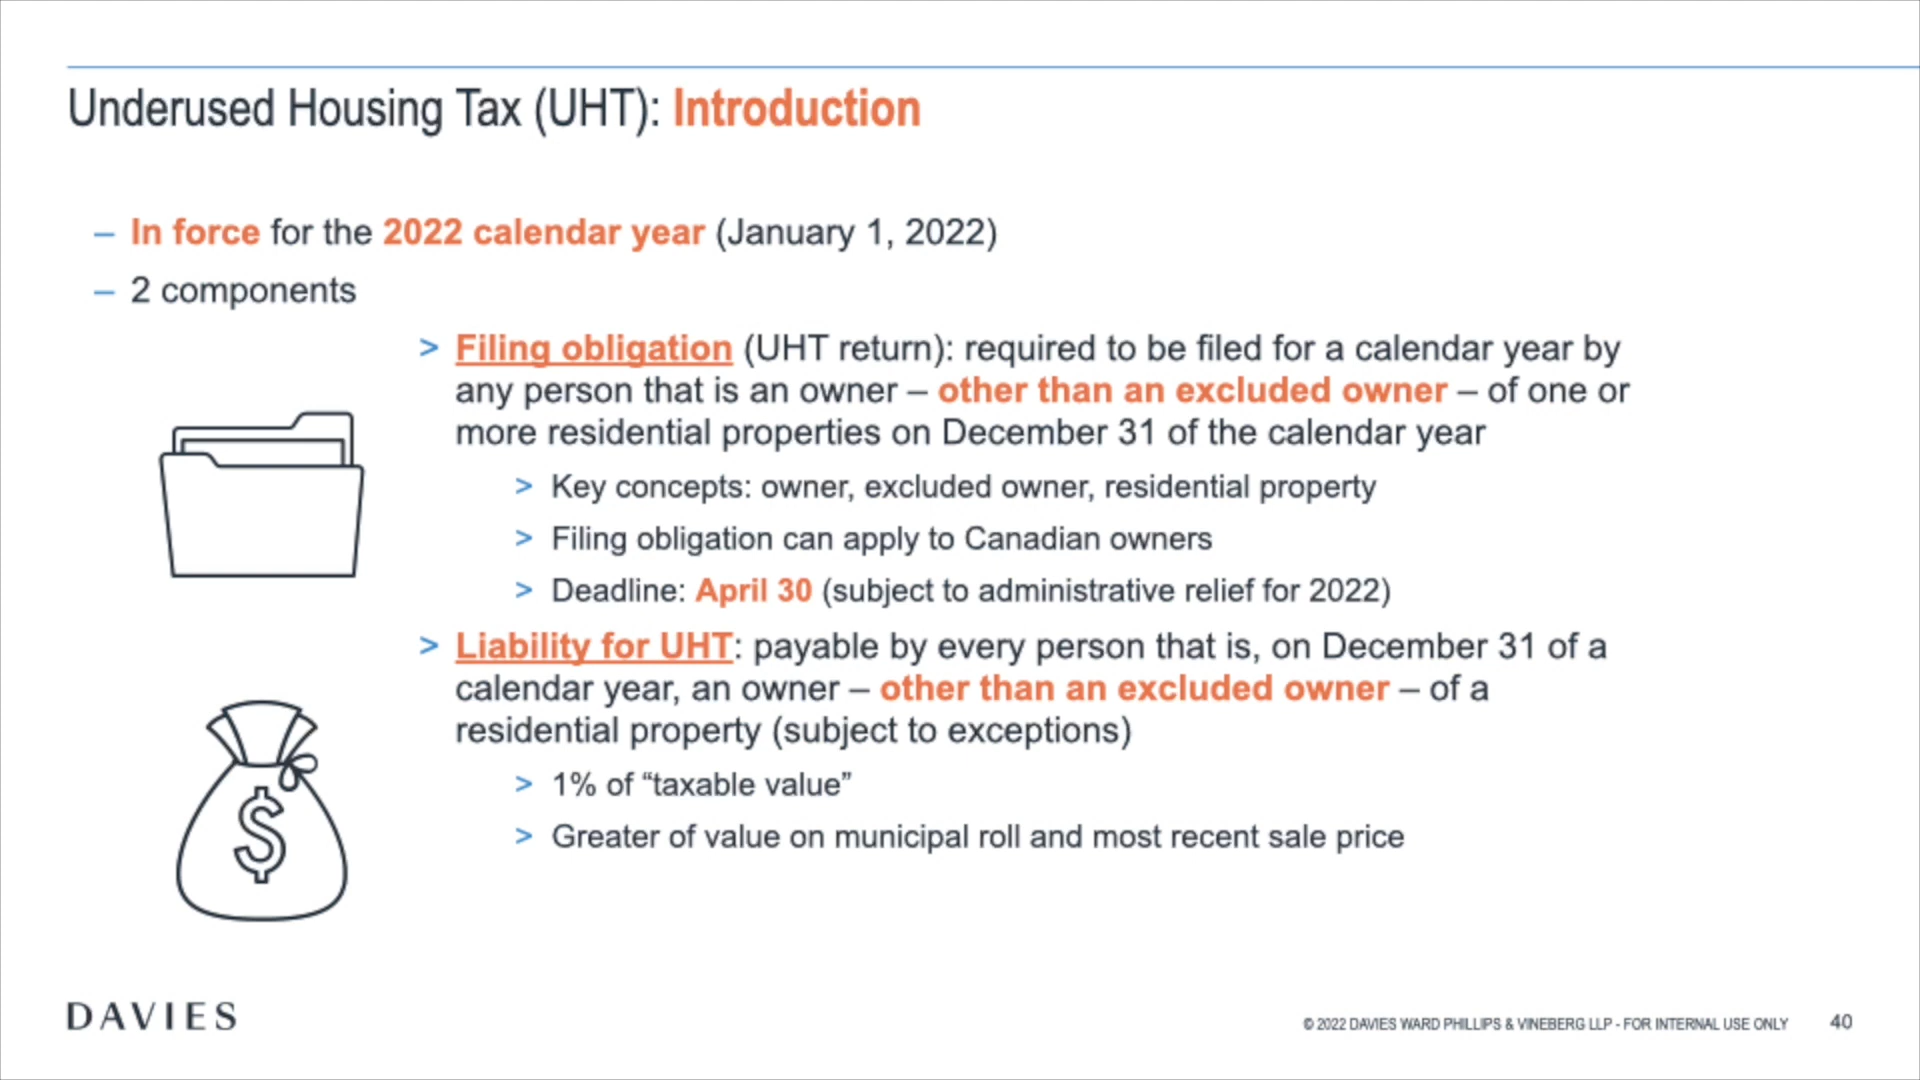 Underused Housing Tax (UHT): Introduction
– In force for the 2022 calendar year (January 1, 2022)
– 2 components
> Filing obligation (UHT return): required to be filed for a calendar year by
any person that is an owner – other than an excluded owner – of one or
more residential properties on December 31 of the calendar year
> Key concepts: owner, excluded owner, residential property
> Filing obligation can apply to Canadian owners
> Deadline: April 30 (subject to administrative relief for 2022)
> Liability for UHT: payable by every person that is, on December 31 of a
calendar year, an owner – other than an excluded owner – of a
residential property (subject to exceptions)
> 1% of “taxable value”
> Greater of value on municipal roll and most recent sale price
$
DAVIES
© 2022 DAVIES WARD PHILLIPS & VINEBERG LLP - FOR INTERNAL USE ONLY 40